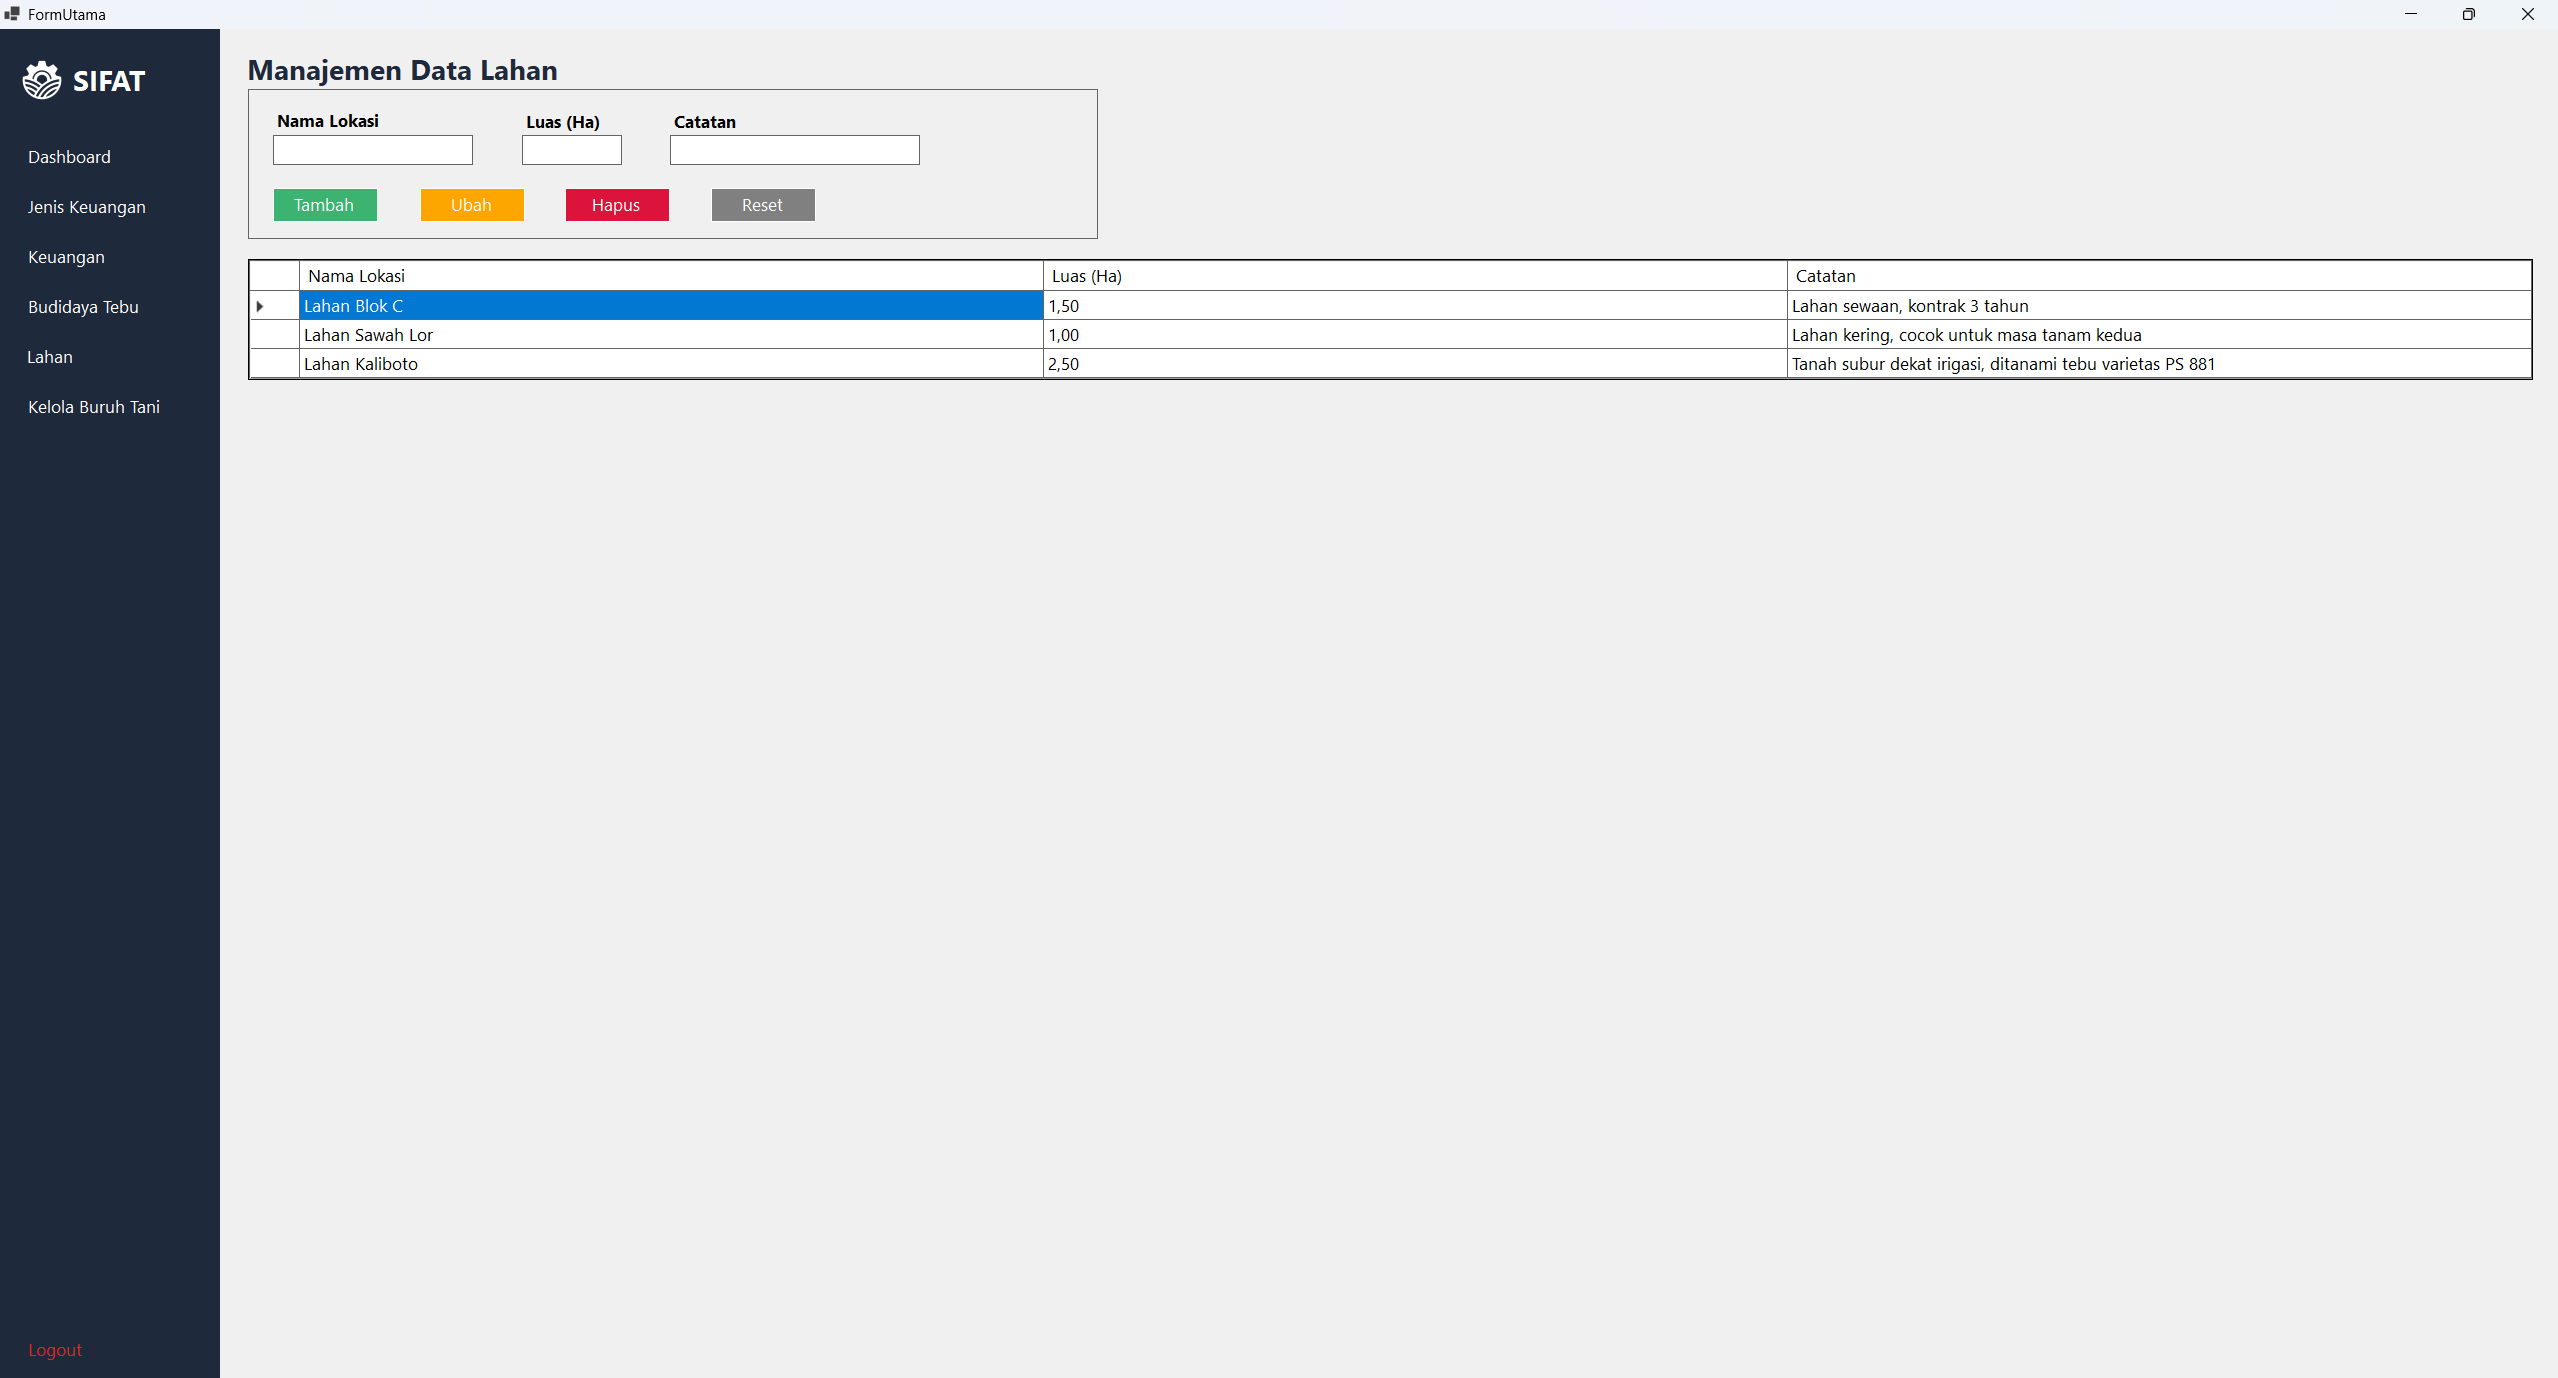 FormUtama
SIFAT
Dashboard
Jenis Keuangan
Keuangan
Budidaya Tebu
Lahan
Kelola Buruh Tani
Logout
Manajemen Data Lahan
Nama Lokasi Luas (Ha) Catatan
Tambah Ubah Hapus Reset
Nama Lokasi Luas (Ha) Catatan
Lahan Blok C 1,50 Lahan sewaan, kontrak 3 tahun
Lahan Sawah Lor 1,00 Lahan kering, cocok untuk masa tanam kedua
Lahan Kaliboto 2,50 Tanah subur dekat irigasi, ditanami tebu varietas PS 881